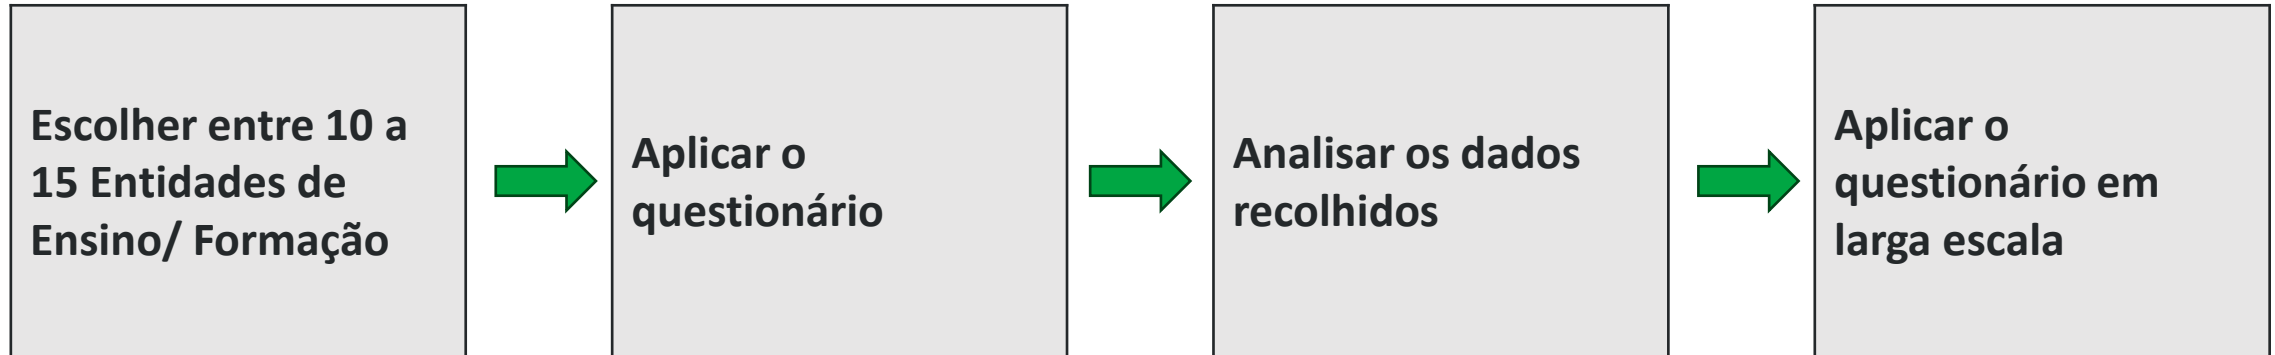 Escolher entre 10 a
15 Entidades de
Ensino/ Formação
Aplicar o
questionário
Analisar os dados
recolhidos
Aplicar o
questionário em
larga escala